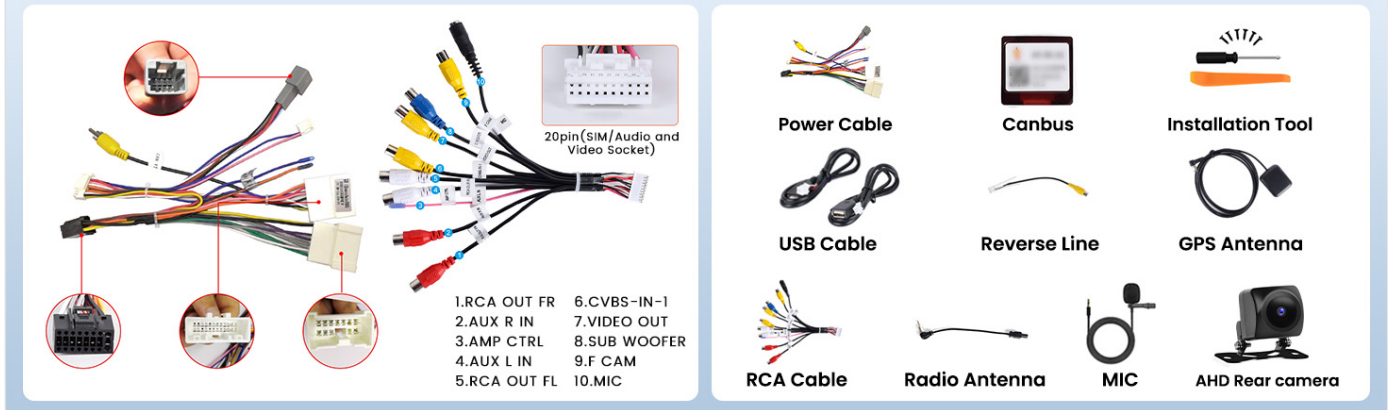 20pin(SIM/Audio and
Video Socket)
1.RCA OUT FR
2.AUX R IN
3.AMP CTRL
4.AUX L IN
5.RCA OUT FL
6.CVBS-IN-1
7.VIDEO OUT
8.SUB WOOFER
9.F CAM
10.MIC
Power Cable
Canbus
Installation Tool
USB Cable
Reverse Line
GPS Antenna
RCA Cable
Radio Antenna
MIC
AHD Rear camera